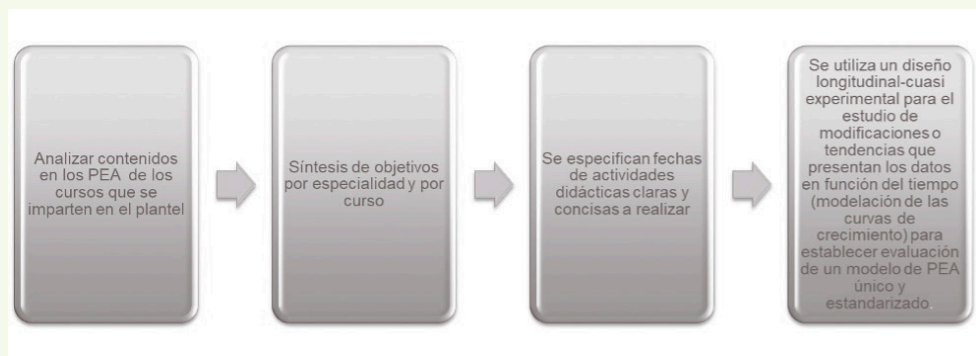 Analizar contenidos
en los PEA de los
cursos que se
imparten en el plantel
Síntesis de objetivos
por especialidad y por
curso
Se especifican fechas
de actividades
didácticas claras y
concisas a realizar
Se utiliza un diseño
longitudinal-cuasi
experimental para el
estudio de
modificaciones o
tendencias que
presentan los datos
en función del tiempo
(modelación de las
curvas de
crecimiento) para
establecer evaluación
de un modelo de PEA
único y
estandarizado.